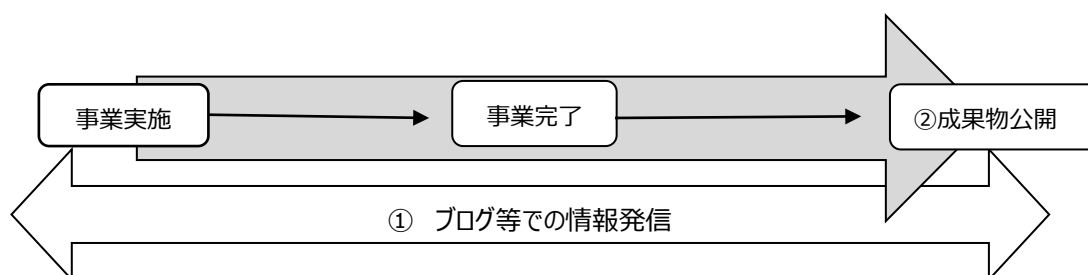 事業実施
事業完了
②成果物公開
① ブログ等での情報発信